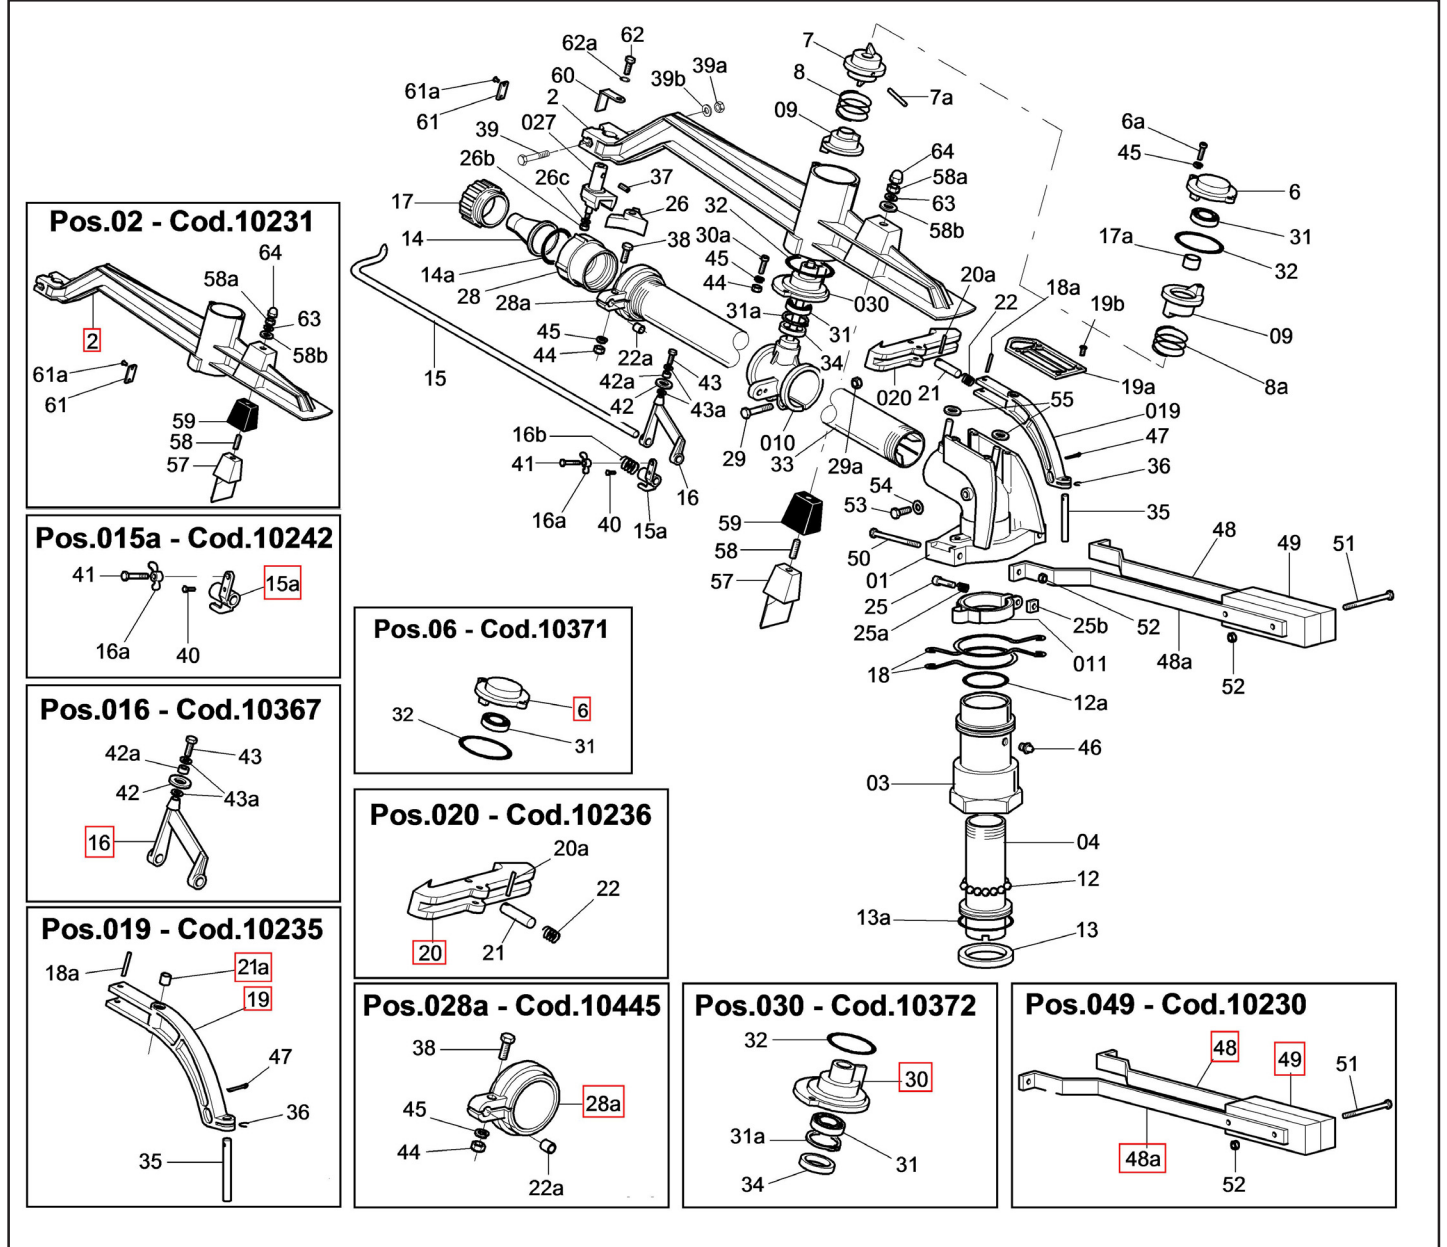 62
62a
60
2
027
39
61a
61
39b
39a
7
8
7a
09
6a
45
6
31
17a
32
09
8a
64
58a
63
58b
26b
26c
37
26
17
14
14a
28
28a
38
32
30a
45
44
31a
030
31
34
20a
22
18a
19b
19a
020
21
55
019
47
36
35
15
45
44
22a
42a
42
43
43a
16b
41
16a
40
15a
16
29
010
33
29a
54
53
50
01
59
58
57
48
49
51
52
48a
52
25
25a
25b
011
18
12a
46
03
04
12
13a
13
Pos.02 - Cod.10231
64
58a
63
58b
2
61a
61
59
58
57
Pos.015a - Cod.10242
41
15a
16a
40
Pos.016 - Cod.10367
42a
43
42
43a
16
Pos.019 - Cod.10235
18a
21a
19
47
36
35
Pos.06 - Cod.10371
32
6
31
Pos.020 - Cod.10236
20a
22
20
21
Pos.028a - Cod.10445
38
28a
45
44
22a
Pos.030 - Cod.10372
32
30
31a
31
34
Pos.049 - Cod.10230
48
49
51
48a
52